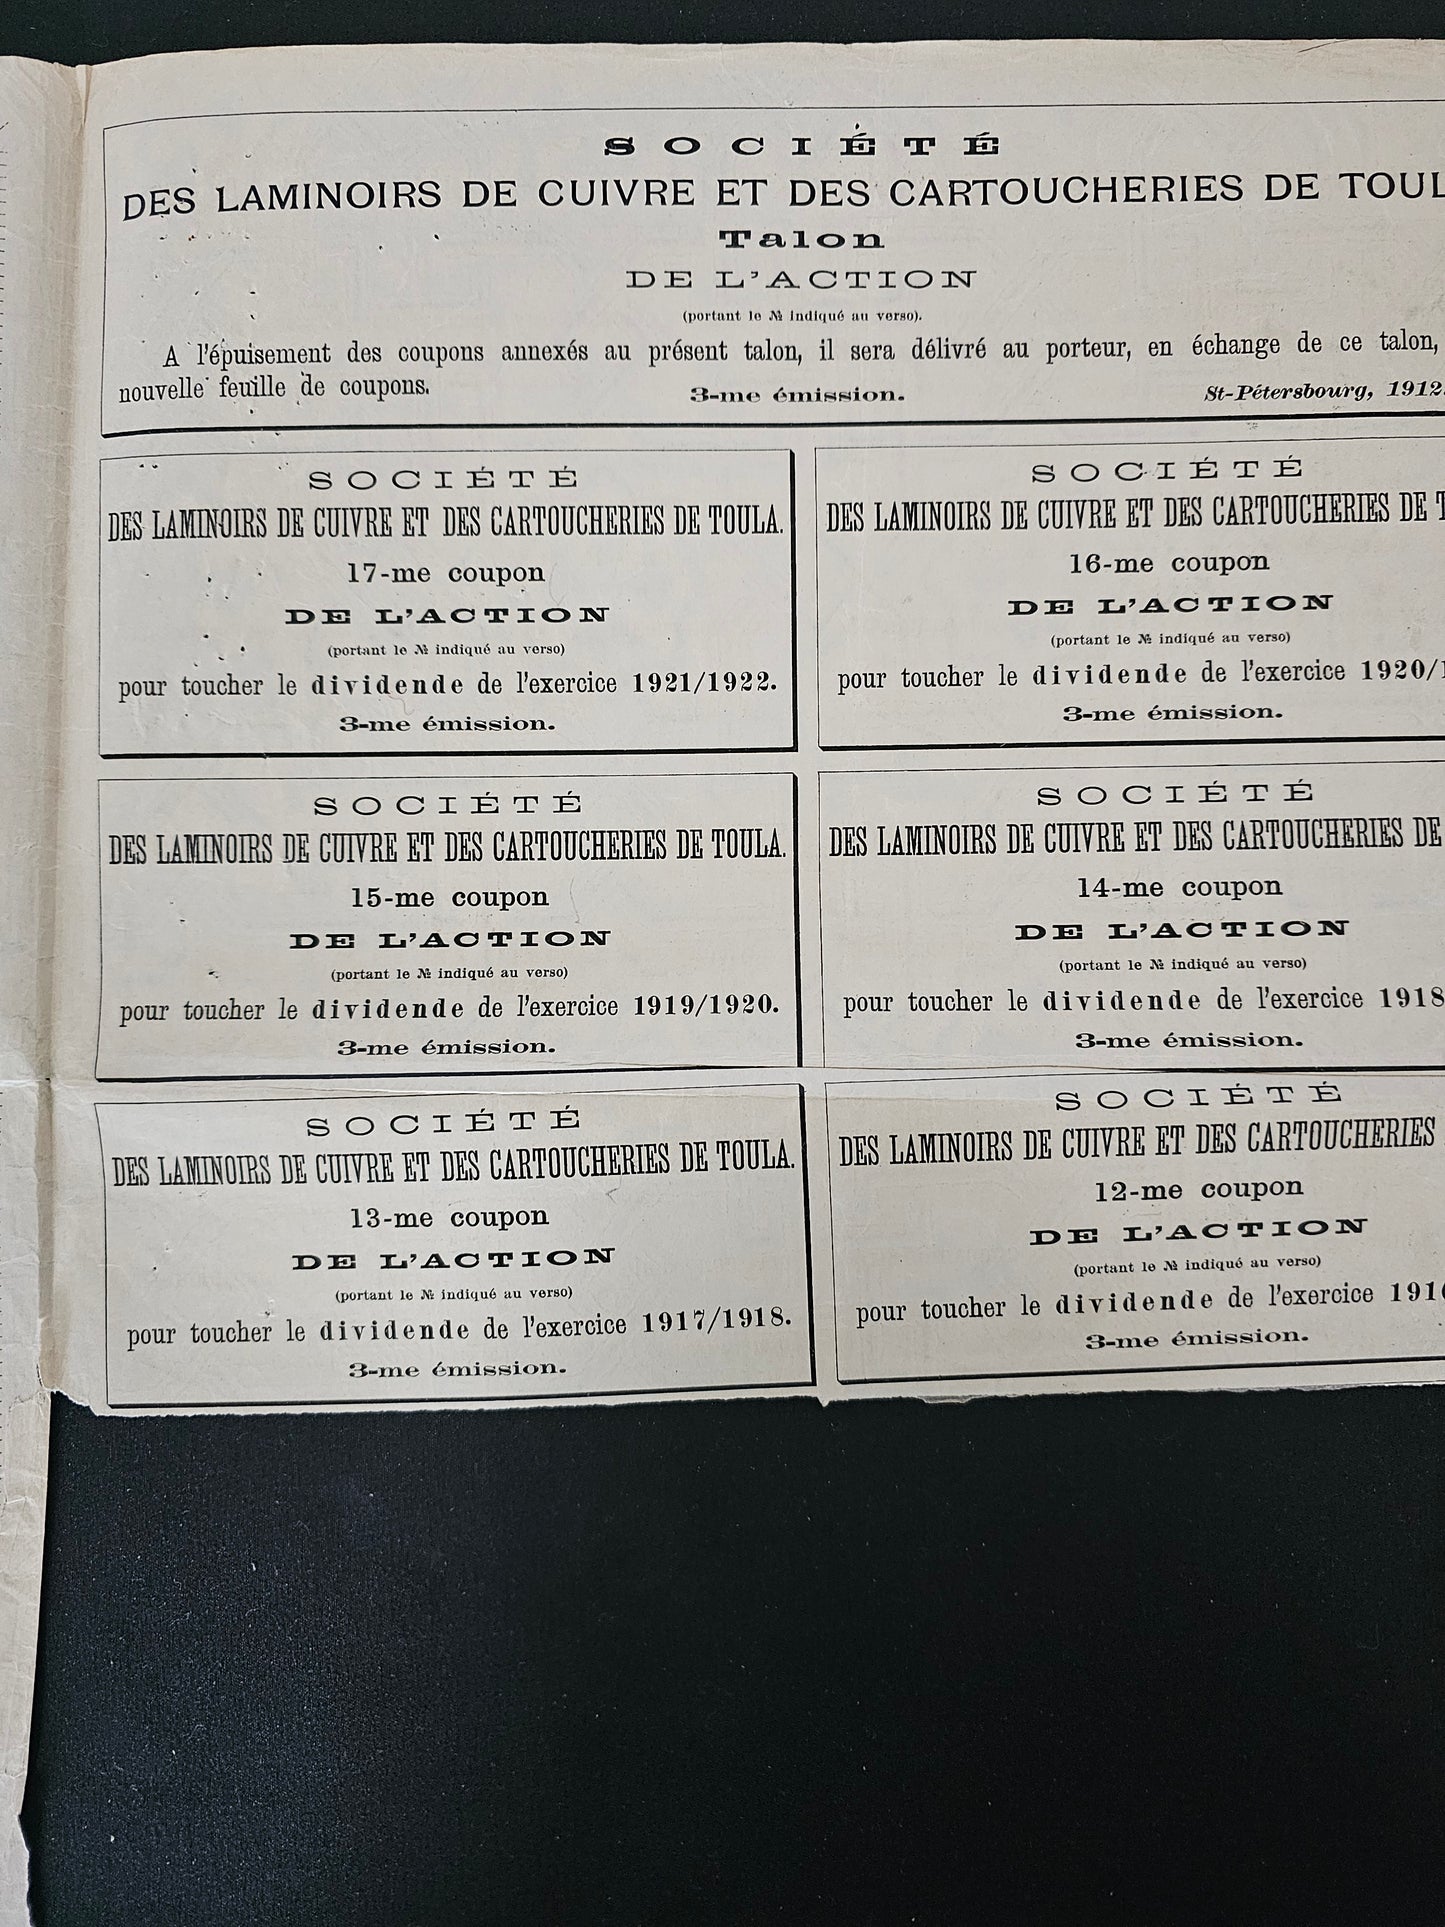 SOCIÉTÉ
DES LAMINOIRS DE CUIVRE ET DES CARTOUCHERIES DE TOUL
Talon
DE L'ACTION
(portant le № indiqué au verso).
A l'épuisement des coupons annexés au présent talon, il sera délivré au porteur, en échange de ce talon,
nouvelle feuille de coupons.
3-me émission.
St-Pétersbourg, 1912.
SOCIÉTÉ
DES LAMINOIRS DE CUIVRE ET DES CARTOUCHERIES DE TOULA.
17-me coupon
DE L'ACTION
(portant le № indiqué au verso)
pour toucher le dividende de l'exercice 1921/1922.
3-me émission.
SOCIÉTÉ
DES LAMINOIRS DE CUIVRE ET DES CARTOUCHERIES DE T
16-me coupon
DE L'ACTION
(portant le № indiqué au verso)
pour toucher le dividende de l'exercice 1920/1
3-me émission.
SOCIÉTÉ
DES LAMINOIRS DE CUIVRE ET DES CARTOUCHERIES DE TOULA.
15-me coupon
DE L'ACTION
(portant le № indiqué au verso)
pour toucher le dividende de l'exercice 1919/1920.
3-me émission.
SOCIÉTÉ
DES LAMINOIRS DE CUIVRE ET DES CARTOUCHERIES DE
14-me coupon
DE L'ACTION
(portant le № indiqué au verso)
pour toucher le dividende de l'exercice 1918
3-me émission.
SOCIÉTÉ
DES LAMINOIRS DE CUIVRE ET DES CARTOUCHERIES DE TOULA.
13-me coupon
DE L'ACTION
(portant le № indiqué au verso)
pour toucher le dividende de l'exercice 1917/1918.
3-me émission.
SOCIÉTÉ
DES LAMINOIRS DE CUIVRE ET DES CARTOUCHERIES
12-me coupon
DE L'ACTION
(portant le № indiqué au verso)
pour toucher le dividende de l'exercice 1916
3-me émission.